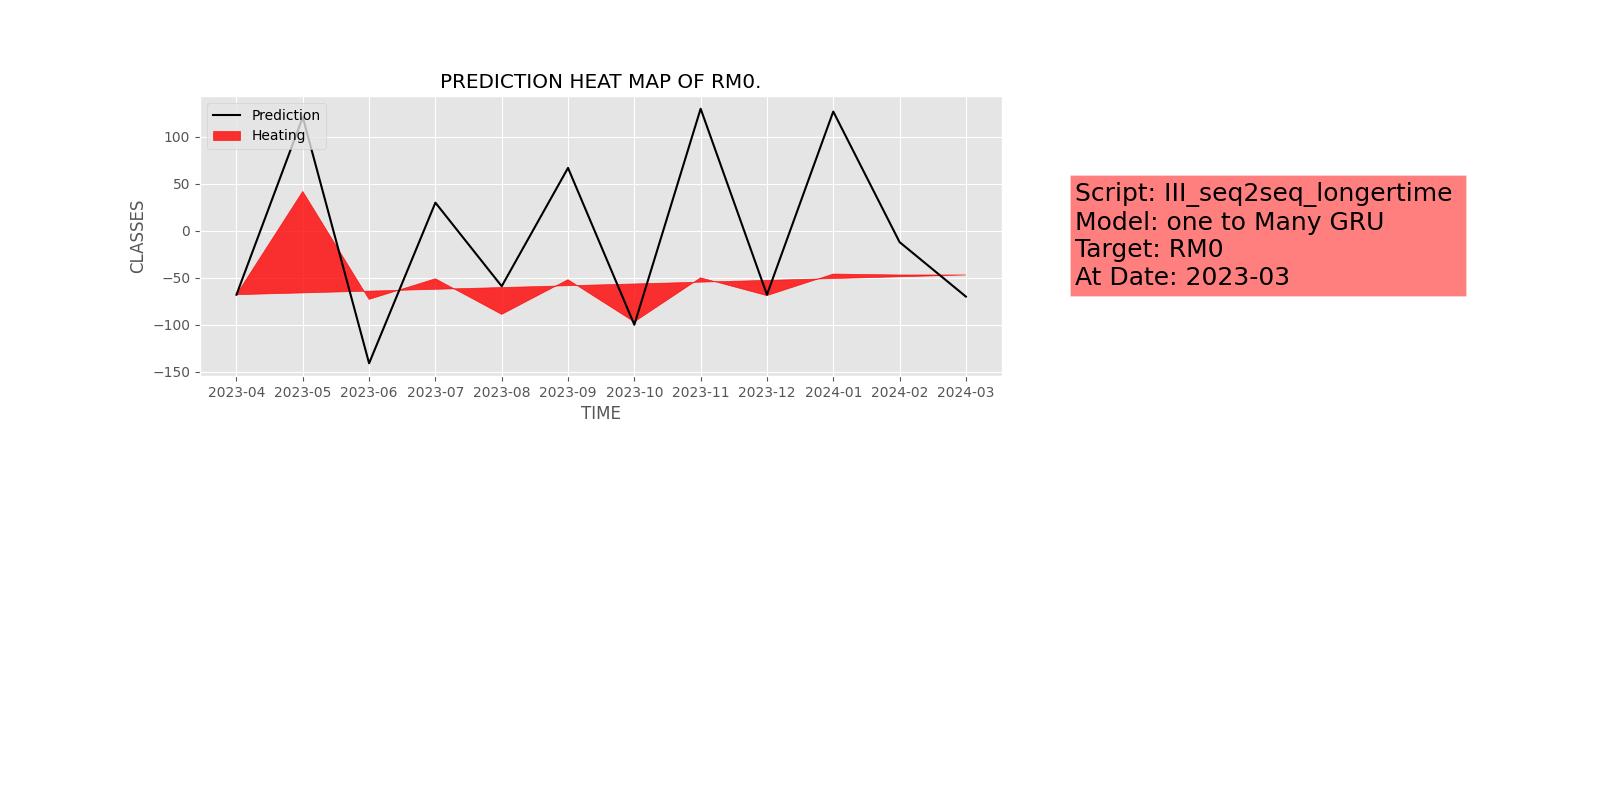 PREDICTION HEAT MAP OF RM0.
Prediction
Heating
100
50
0
−50
−100
−150
CLASSES
2023-04 2023-05 2023-06 2023-07 2023-08 2023-09 2023-10 2023-11 2023-12 2024-01 2024-02 2024-03
TIME
Script: III_seq2seq_longertime
Model: one to Many GRU
Target: RM0
At Date: 2023-03